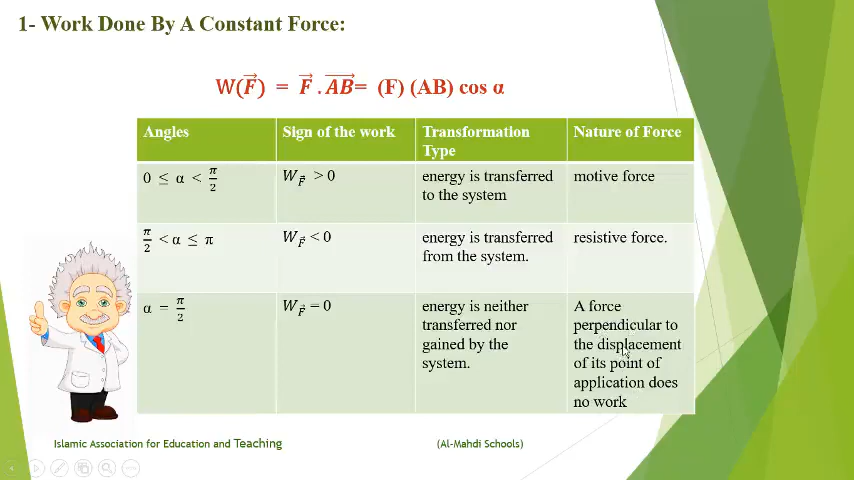 1- Work Done By A Constant Force:
W(F⃗) = F⃗ . A⃗B⃗= (F) (AB) cos α
Angles
Sign of the work
Transformation
Type
Nature of Force
0 ≤ α < π/2
W_F⃗ > 0
energy is transferred
to the system
motive force
π/2 < α ≤ π
W_F⃗ < 0
energy is transferred
from the system.
resistive force.
α = π/2
W_F⃗ = 0
energy is neither
transferred nor
gained by the
system.
A force
perpendicular to
the displacement
of its point of
application does
no work
Islamic Association for Education and Teaching (Al-Mahdi Schools)